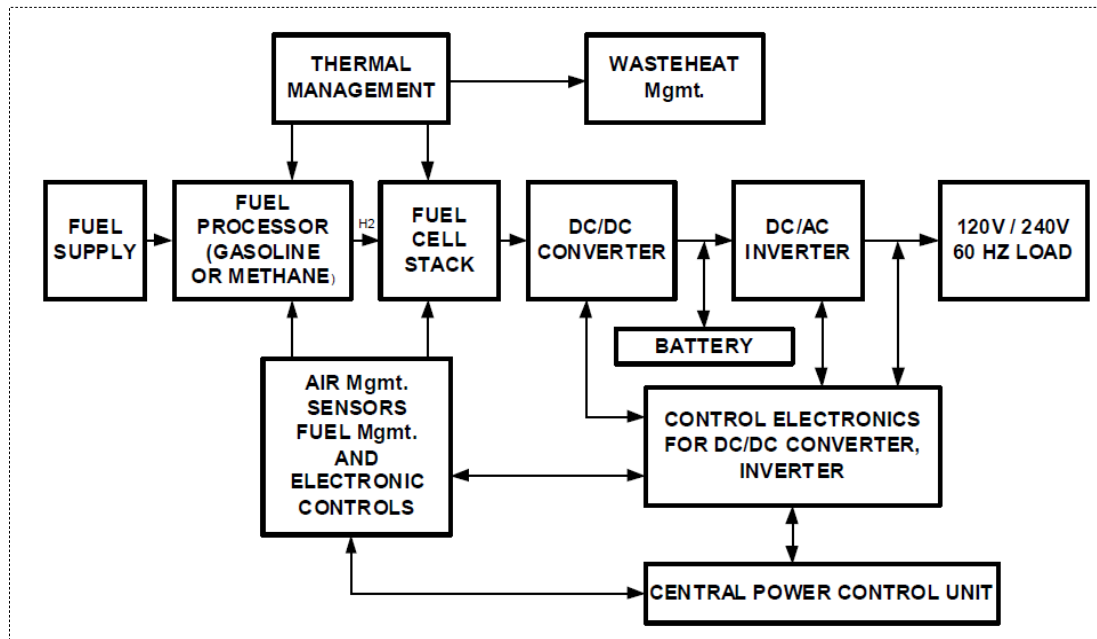 THERMAL
MANAGEMENT
WASTEHEAT
Mgmt.
FUEL
SUPPLY
FUEL
PROCESSOR
(GASOLINE
OR METHANE)
H2
FUEL
CELL
STACK
DC/DC
CONVERTER
DC/AC
INVERTER
120V / 240V
60 HZ LOAD
BATTERY
AIR Mgmt.
SENSORS
FUEL Mgmt.
AND
ELECTRONIC
CONTROLS
CONTROL ELECTRONICS
FOR DC/DC CONVERTER,
INVERTER
CENTRAL POWER CONTROL UNIT